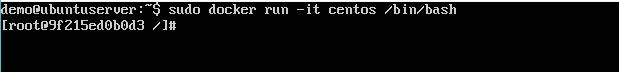 demo@ubuntuserver:~$ sudo docker run -it centos /bin/bash
[root@9f215ed0b0d3 /]#